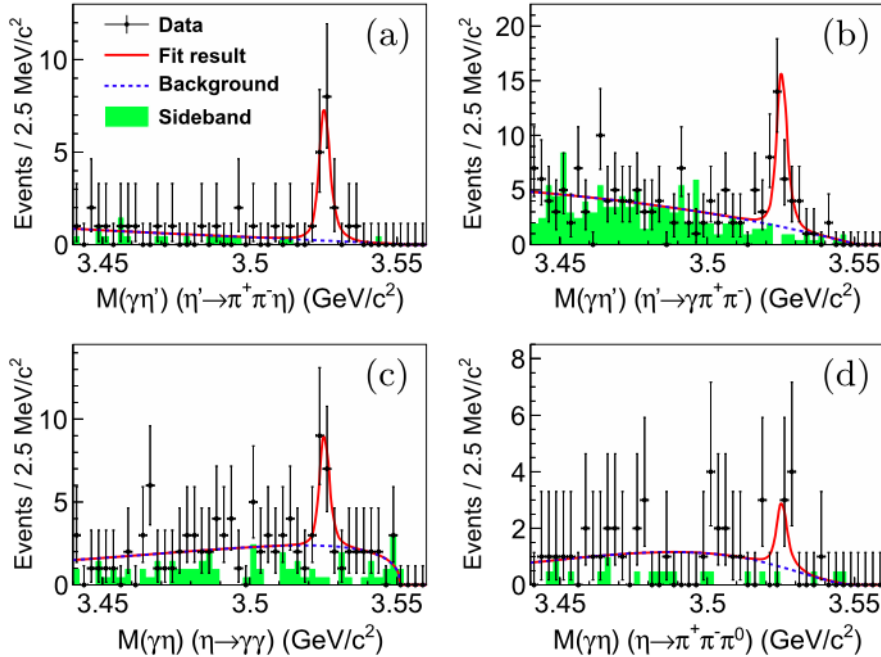 (a)
Data
Fit result
Background
Sideband
Events / 2.5 MeV/c²
10
5
0
3.45 3.5 3.55
M(γη') (η'→π⁺π⁻η) (GeV/c²)
(b)
Events / 2.5 MeV/c²
20
15
10
5
0
3.45 3.5 3.55
M(γη') (η'→γπ⁺π⁻) (GeV/c²)
(c)
Events / 2.5 MeV/c²
10
5
0
3.45 3.5 3.55
M(γη) (η→γγ) (GeV/c²)
(d)
Events / 2.5 MeV/c²
8
6
4
2
0
3.45 3.5 3.55
M(γη) (η→π⁺π⁻π⁰) (GeV/c²)